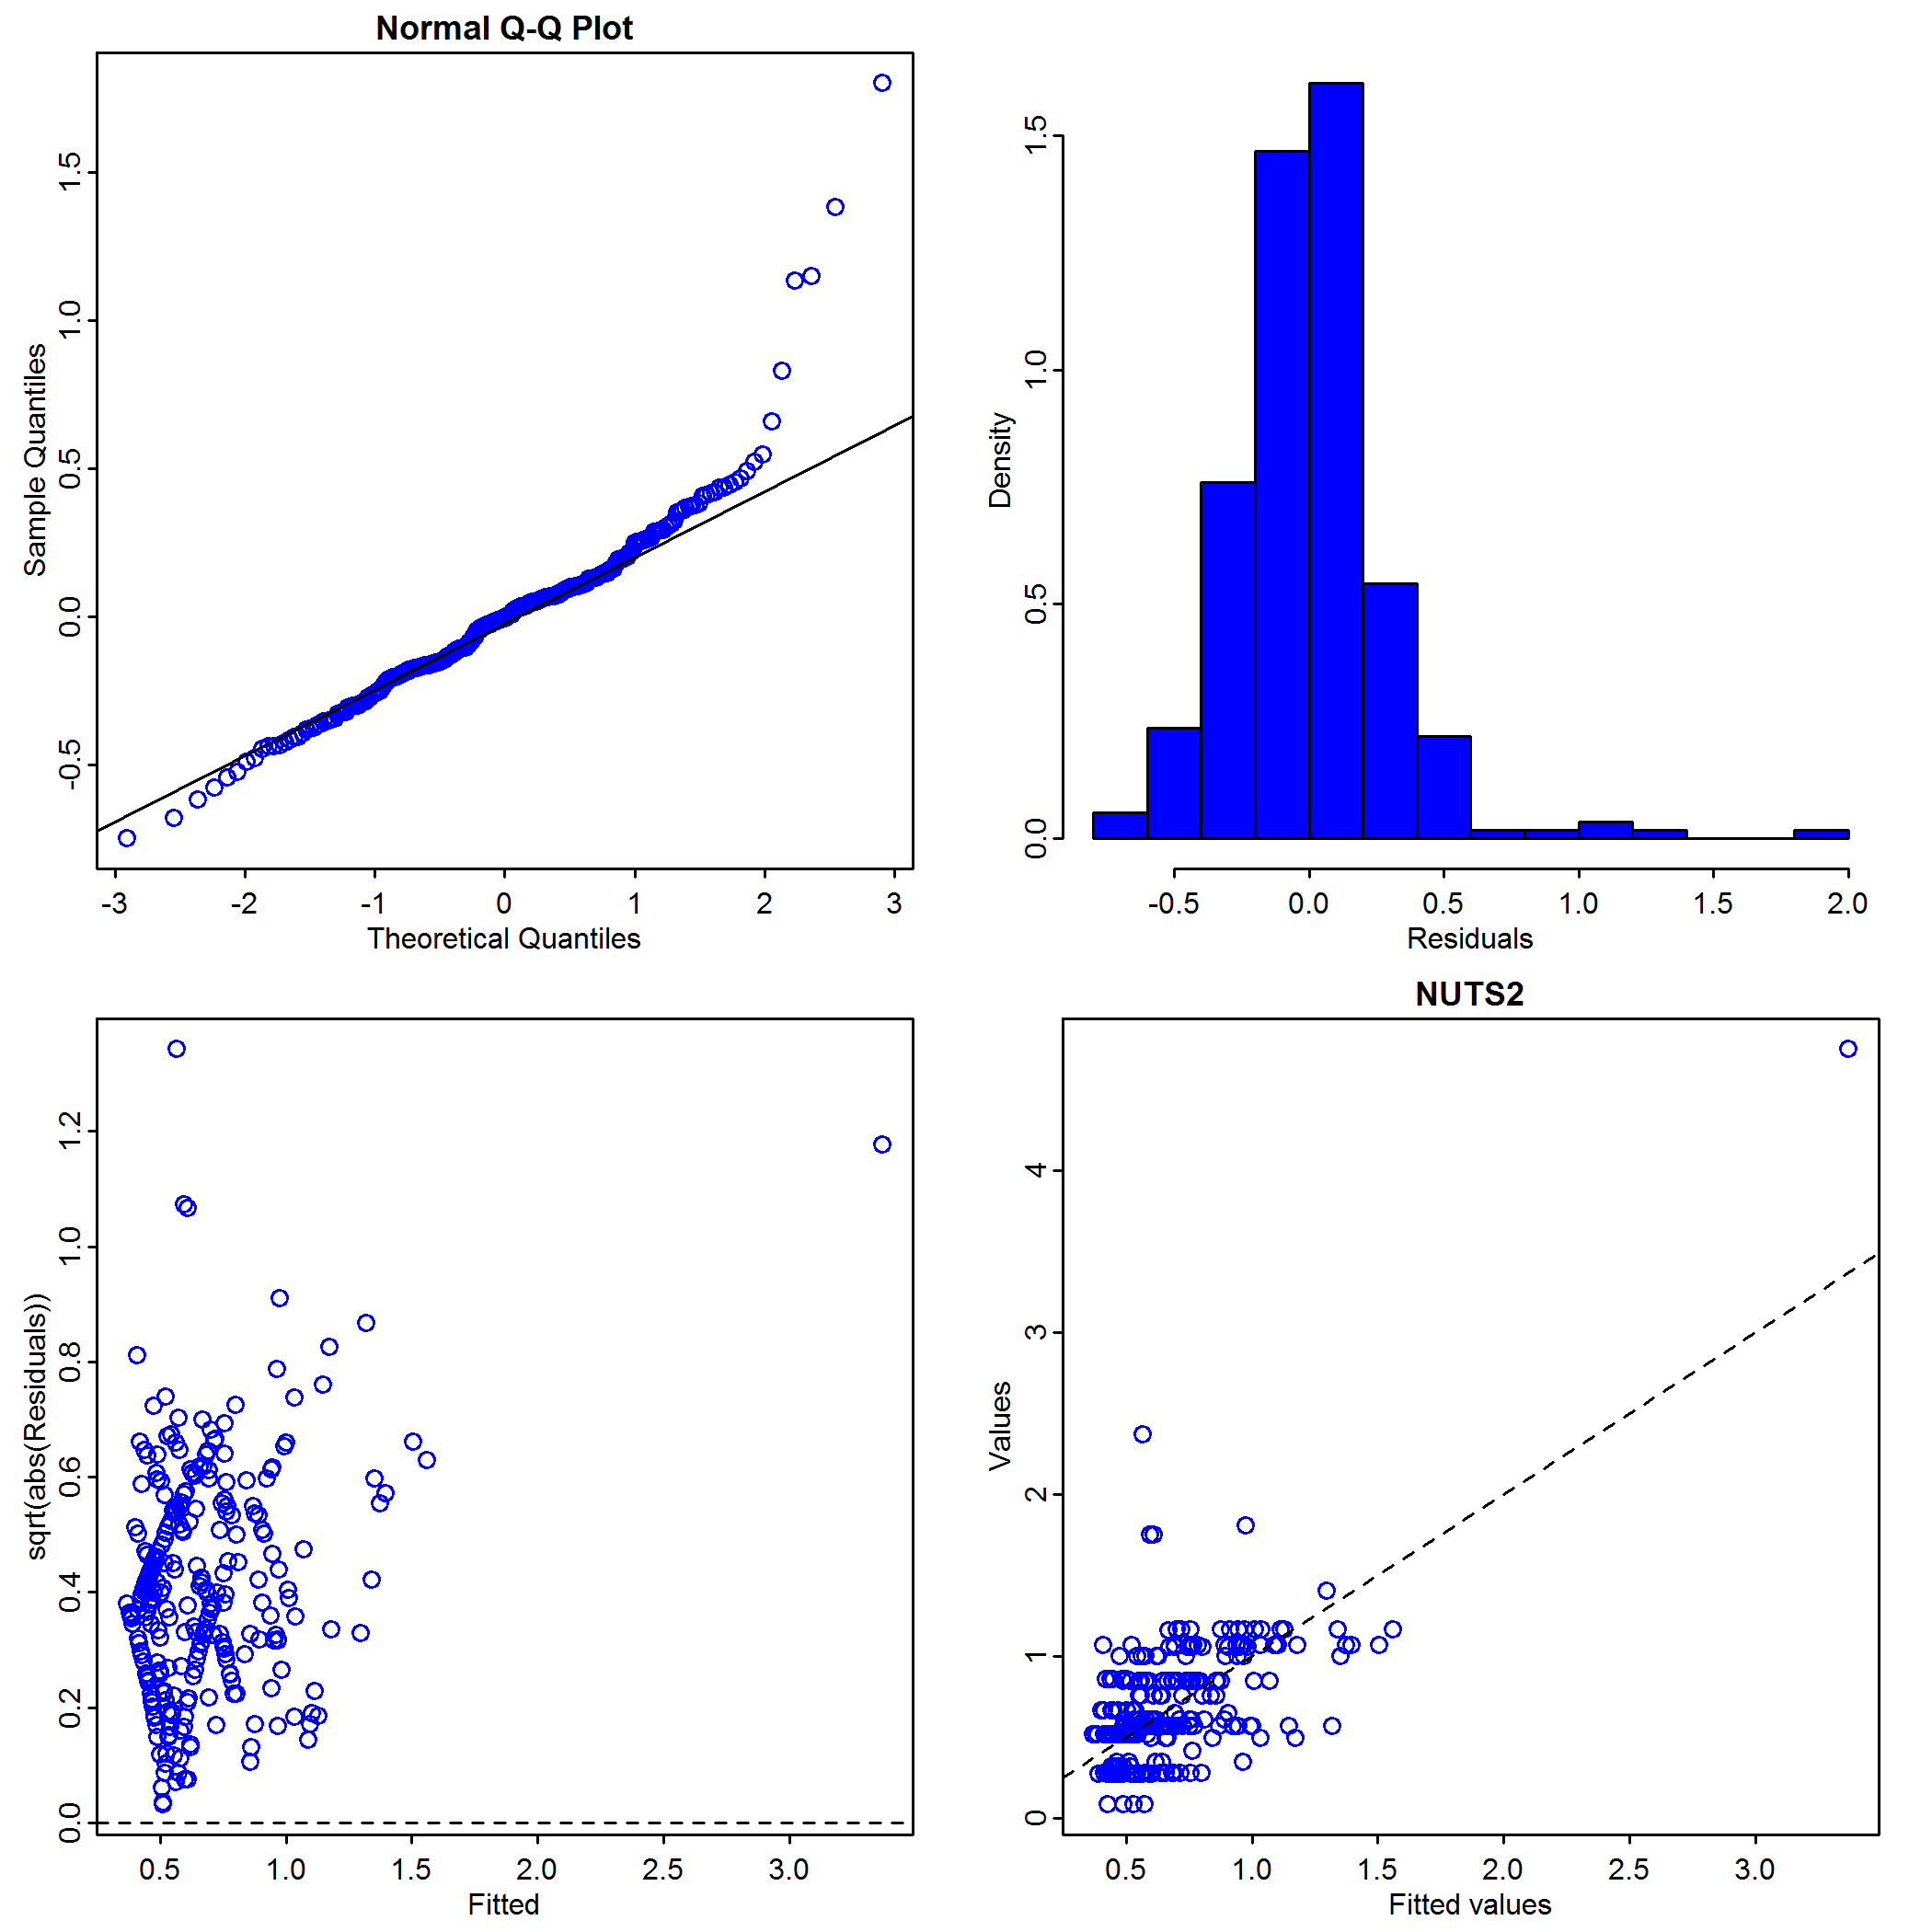 Normal Q-Q Plot
Sample Quantiles
-0.5 0.0 0.5 1.0 1.5
-3 -2 -1 0 1 2 3
Theoretical Quantiles
Density
0.0 0.5 1.0 1.5
-0.5 0.0 0.5 1.0 1.5 2.0
Residuals
sqrt(abs(Residuals))
0.0 0.2 0.4 0.6 0.8 1.0 1.2
0.5 1.0 1.5 2.0 2.5 3.0
Fitted
NUTS2
Values
0 1 2 3 4
0.5 1.0 1.5 2.0 2.5 3.0
Fitted values